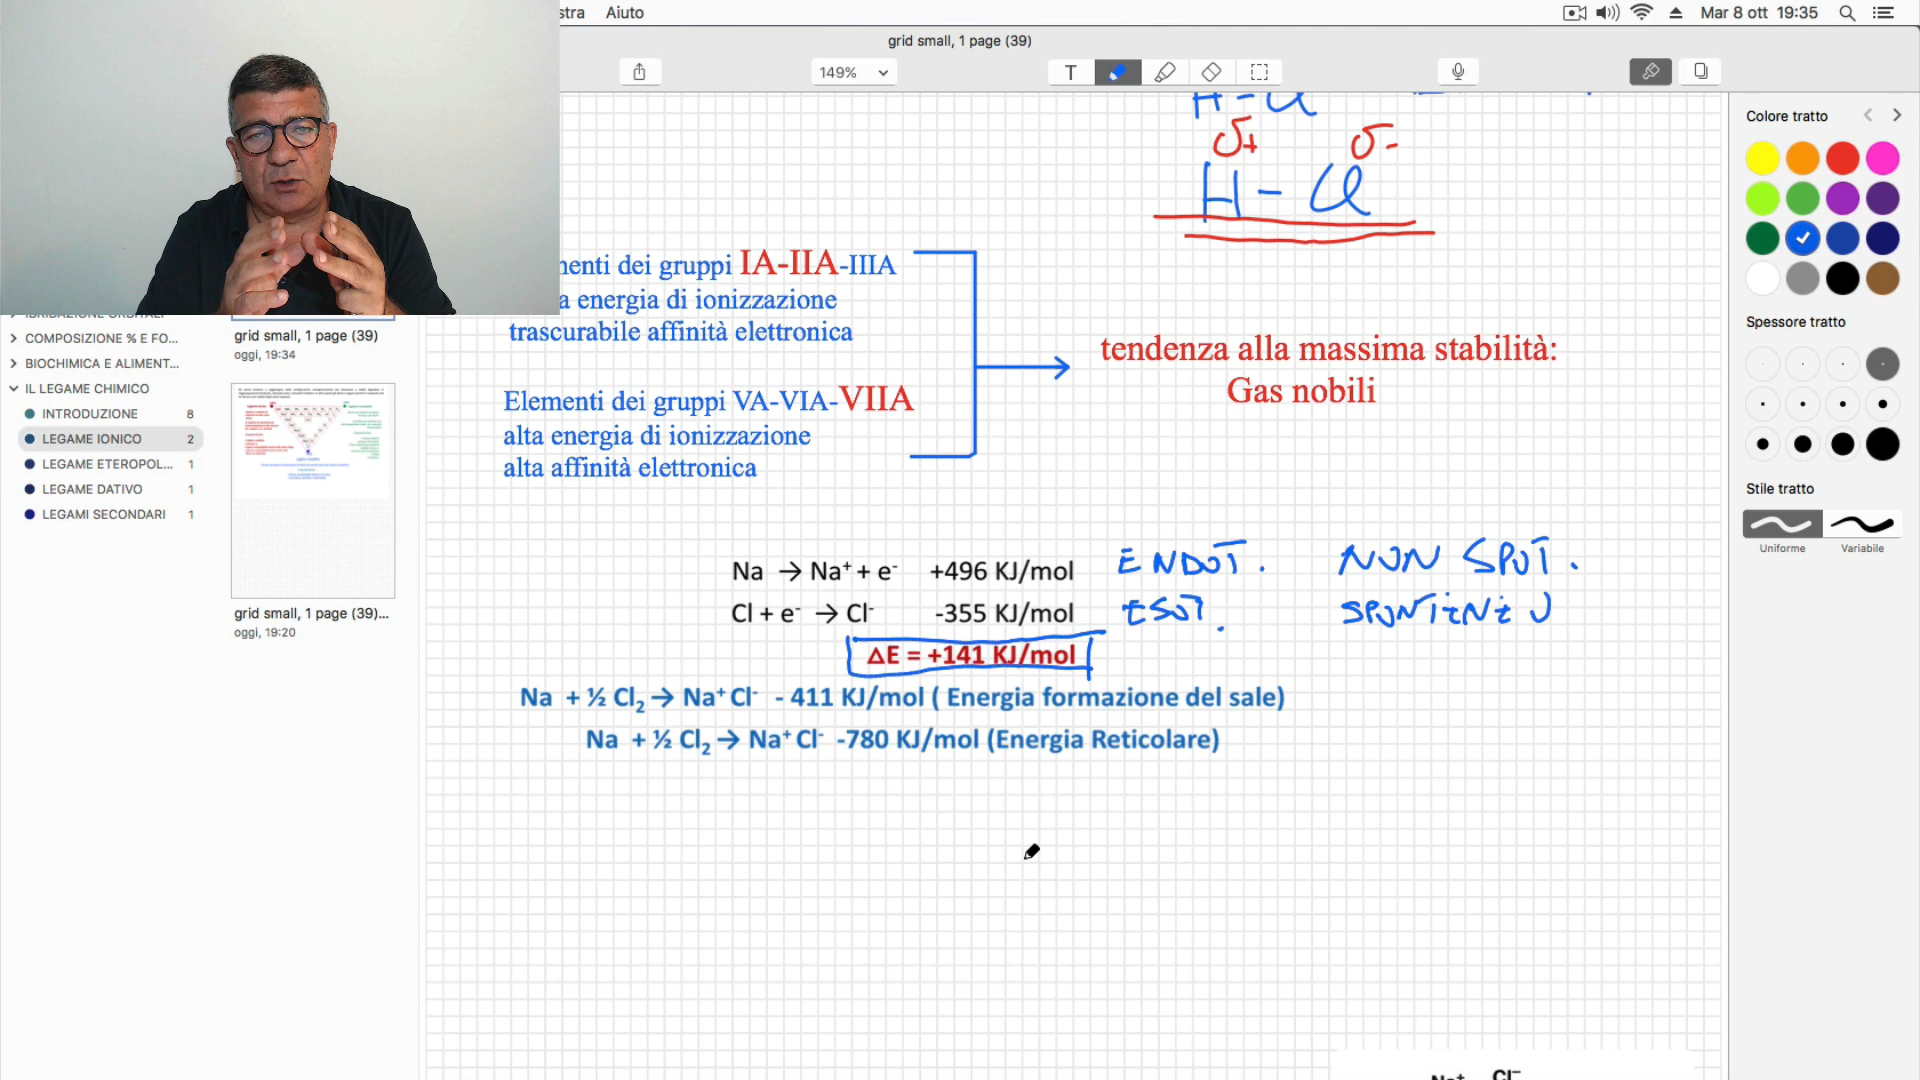 stra Aiuto
Mar 8 ott 19:35
grid small, 1 page (39)
149%
T
H - Cl
δ+ δ-
H - Cl
menti dei gruppi IA-IIA-IIIA
a energia di ionizzazione
trascurabile affinità elettronica
Elementi dei gruppi VA-VIA-VIIA
alta energia di ionizzazione
alta affinità elettronica
tendenza alla massima stabilità:
Gas nobili
Na → Na⁺ + e⁻ +496 KJ/mol ENDOT. NON SPOT.
Cl + e⁻ → Cl⁻ -355 KJ/mol ESOT. SPONTANEO
ΔE = +141 KJ/mol
Na + ½ Cl₂ → Na⁺ Cl⁻ - 411 KJ/mol ( Energia formazione del sale)
Na + ½ Cl₂ → Na⁺ Cl⁻ -780 KJ/mol (Energia Reticolare)
Na⁺ Cl⁻
COMPOSIZIONE % E FO...
BIOCHIMICA E ALIMENT...
IL LEGAME CHIMICO
INTRODUZIONE 8
LEGAME IONICO 2
LEGAME ETEROPOL... 1
LEGAME DATIVO 1
LEGAMI SECONDARI 1
grid small, 1 page (39)
oggi, 19:34
grid small, 1 page (39)...
oggi, 19:20
Colore tratto
Spessore tratto
Stile tratto
Uniforme Variabile